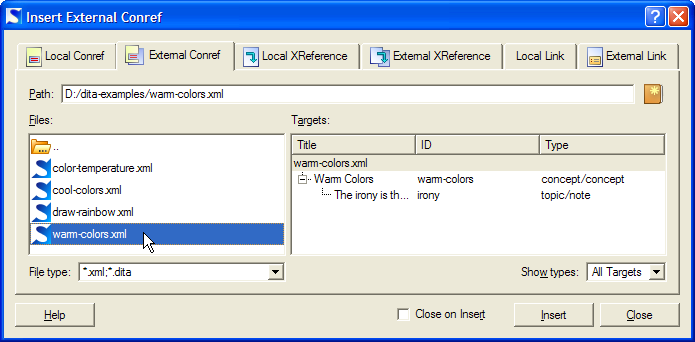 Insert External Conref
Local Conref External Conref Local XReference External XReference Local Link External Link
Path: D:/dita-examples/warm-colors.xml
Files: Targets:
..
color-temperature.xml
cool-colors.xml
draw-rainbow.xml
warm-colors.xml
Title ID Type
warm-colors.xml
Warm Colors warm-colors concept/concept
The irony is th... irony topic/note
File type: *.xml;*.dita Show types: All Targets
Help Close on Insert Insert Close